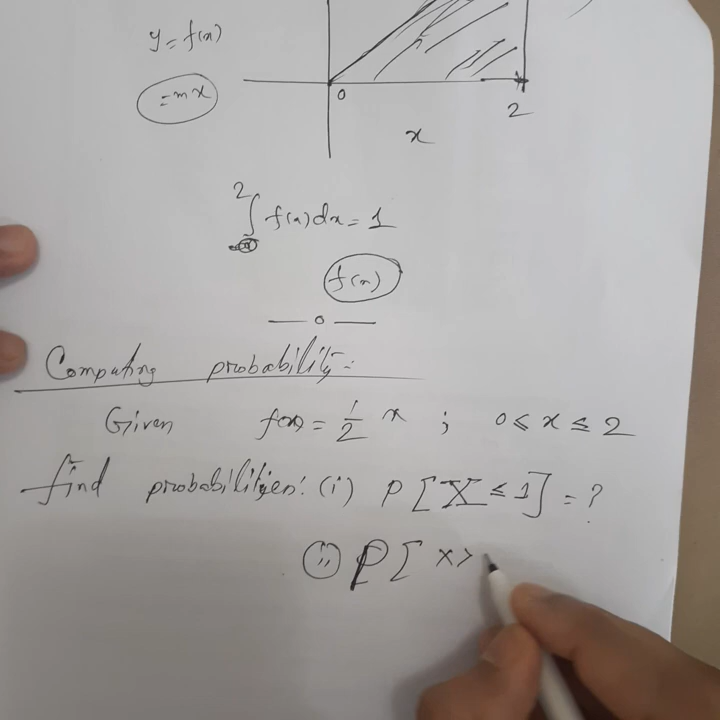 y = f(x)
= mx
0
2
x
2
∫ f(x) dx = 1
f(x)
— o —
Computing probability:
Given f(x) = 1/2 x ; 0 ≤ x ≤ 2
find probabilities: (i) P [X ≤ 1] = ?
(ii) P [ x >